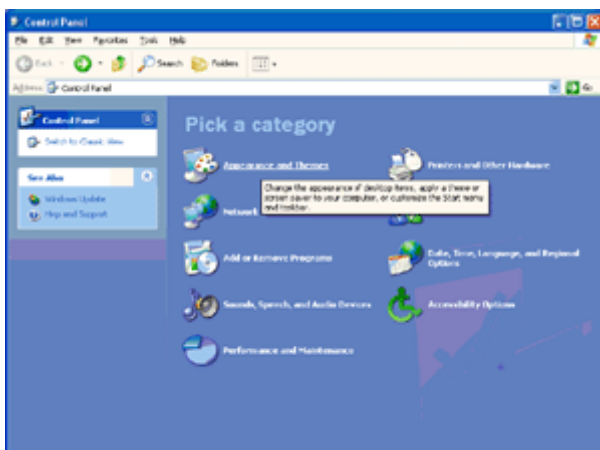 Control Panel
File Edit View Favorites Tools Help
Back Search Folders
Address Control Panel Go
Control Panel
Switch to Classic View
See Also
Windows Update
Help and Support
Pick a category
Appearance and Themes
Printers and Other Hardware
Change the appearance of desktop items, apply a theme or
screen saver to your computer, or customize the Start menu
and taskbar.
Network
Add or Remove Programs
Date, Time, Language, and Regional
Options
Sounds, Speech, and Audio Devices
Accessibility Options
Performance and Maintenance